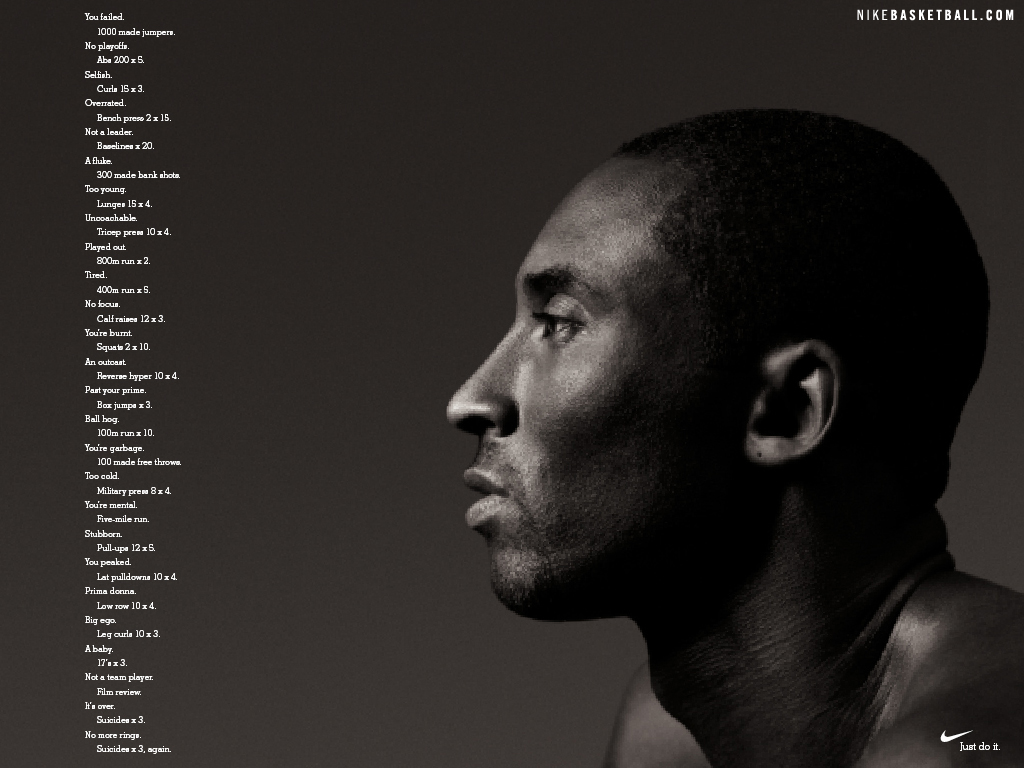 NIKEBASKETBALL.COM
You failed.
1000 made jumpers.
No playoffs.
Abs 200 x 5.
Selfish.
Curls 15 x 3.
Overrated.
Bench press 2 x 15.
Not a leader.
Baselines x 20.
A fluke.
300 made bank shots.
Too young.
Lunges 15 x 4.
Uncoachable.
Tricep press 10 x 4.
Played out.
800m run x 2.
Tired.
400m run x 5.
No focus.
Calf raises 12 x 3.
You're burnt.
Squats 2 x 10.
An outcast.
Reverse hyper 10 x 4.
Past your prime.
Box jumps x 3.
Ball hog.
100m run x 10.
You're garbage.
100 made free throws.
Too cold.
Military press 8 x 4.
You're mental.
Five-mile run.
Stubborn.
Pull-ups 12 x 5.
You peaked.
Lat pulldowns 10 x 4.
Prima donna.
Low row 10 x 4.
Big ego.
Leg curls 10 x 3.
A baby.
17's x 3.
Not a team player.
Film review.
It's over.
Suicides x 3.
No more rings.
Suicides x 3, again.
Just do it.